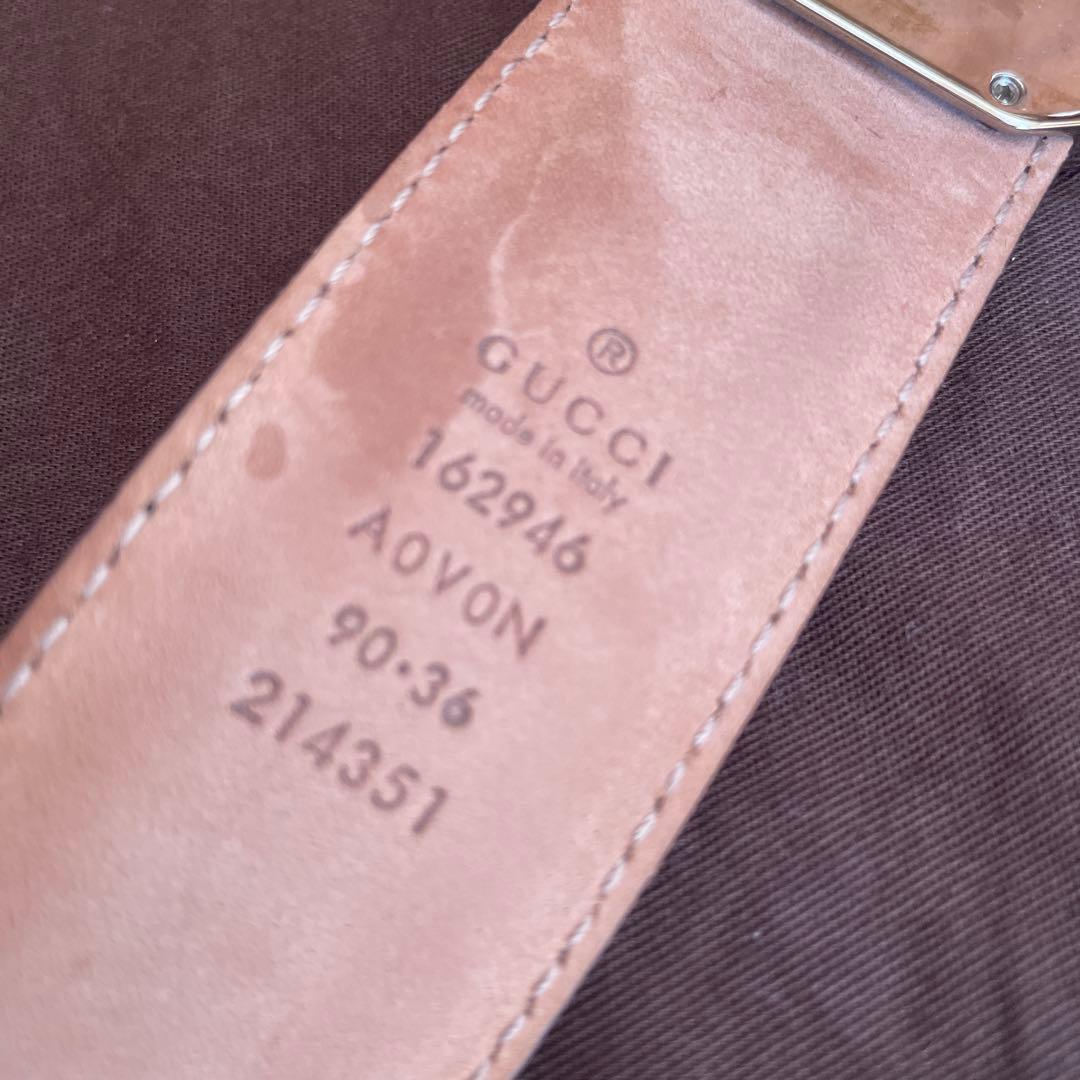 ®
GUCCI
made in italy
162946
A0V0N
90·36
214351